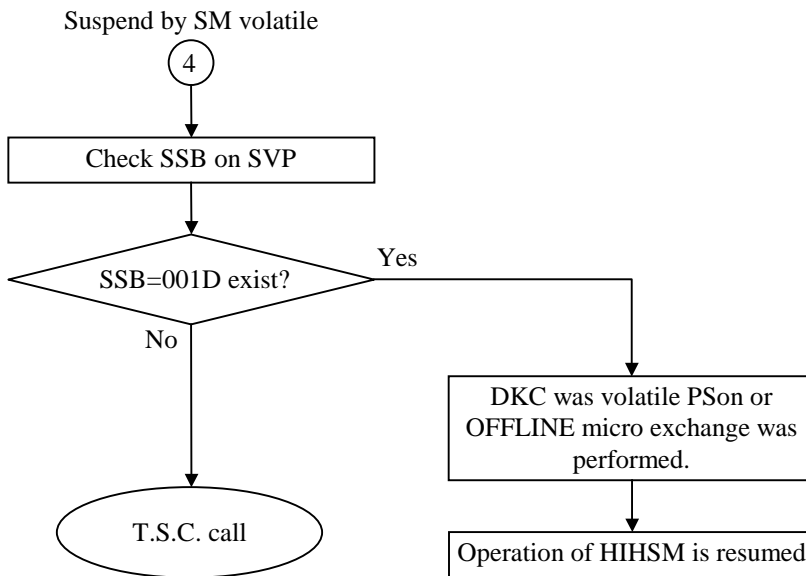 Suspend by SM volatile
4
Check SSB on SVP
SSB=001D exist?
Yes
No
DKC was volatile PSon or
OFFLINE micro exchange was
performed.
T.S.C. call
Operation of HIHSM is resumed